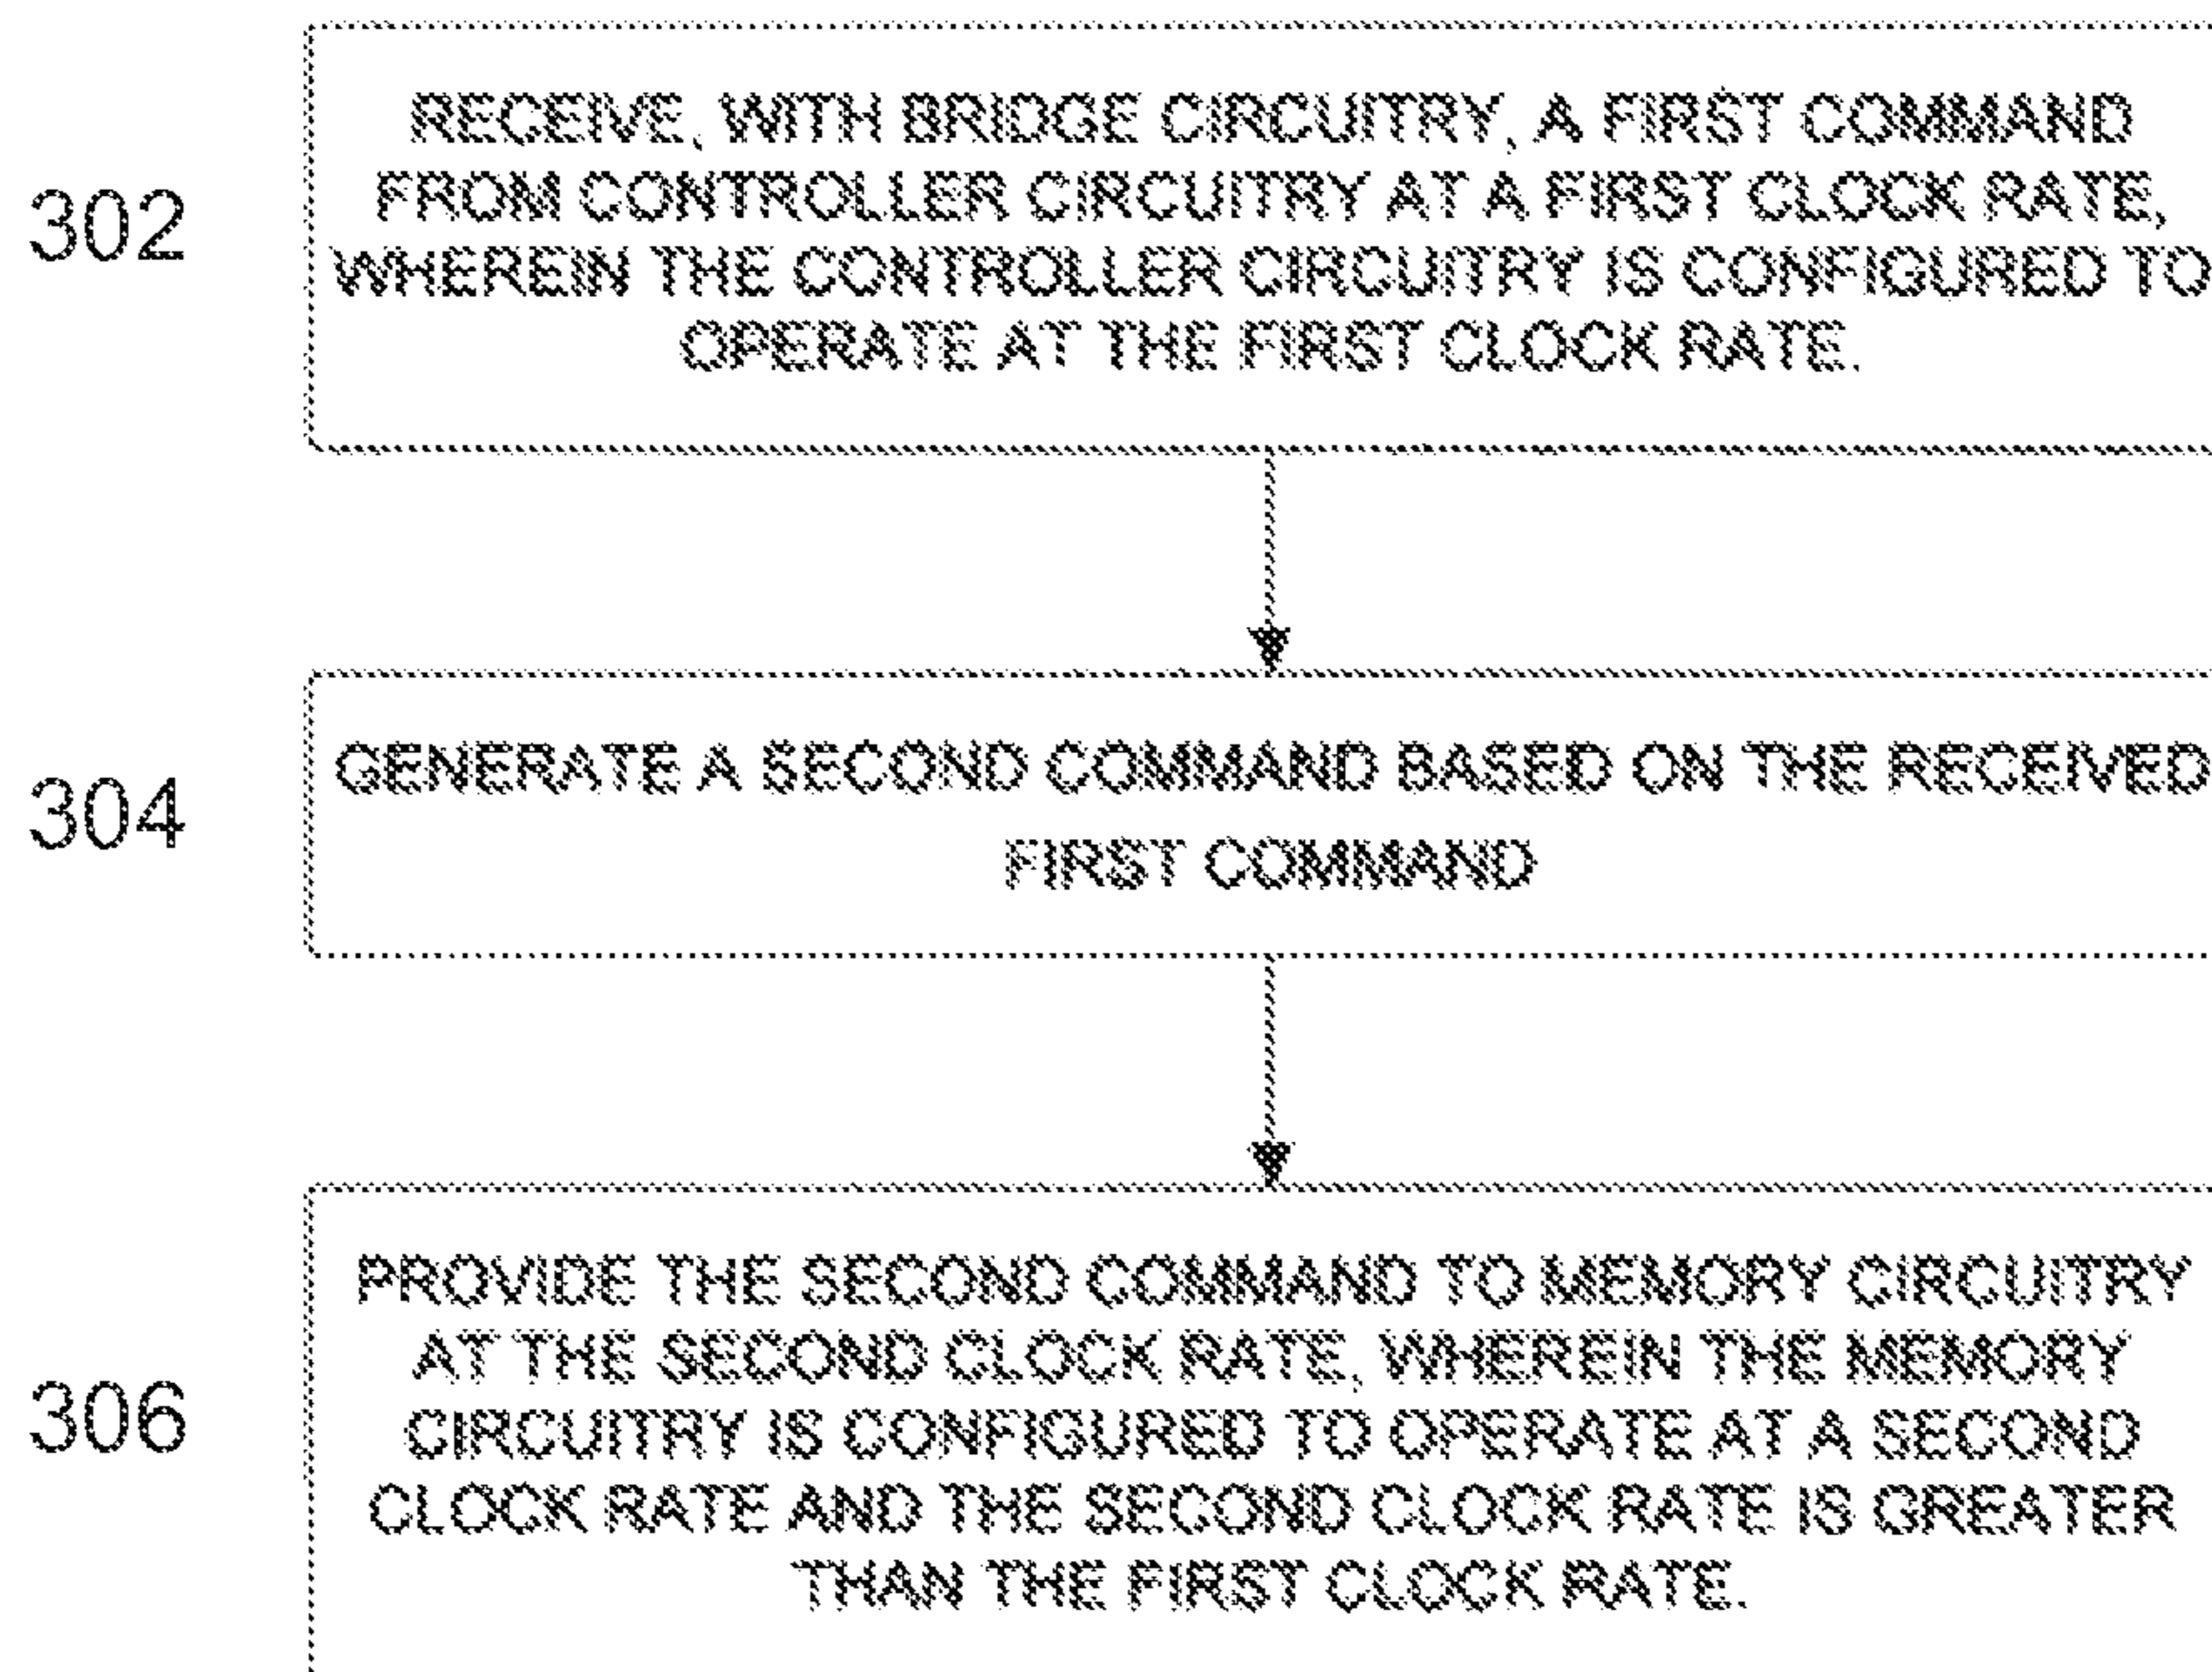 302
RECEIVE, WITH BRIDGE CIRCUITRY, A FIRST COMMAND
FROM CONTROLLER CIRCUITRY AT A FIRST CLOCK RATE,
WHEREIN THE CONTROLLER CIRCUITRY IS CONFIGURED TO
OPERATE AT THE FIRST CLOCK RATE.
304
GENERATE A SECOND COMMAND BASED ON THE RECEIVED
FIRST COMMAND
306
PROVIDE THE SECOND COMMAND TO MEMORY CIRCUITRY
AT THE SECOND CLOCK RATE, WHEREIN THE MEMORY
CIRCUITRY IS CONFIGURED TO OPERATE AT A SECOND
CLOCK RATE AND THE SECOND CLOCK RATE IS GREATER
THAN THE FIRST CLOCK RATE.